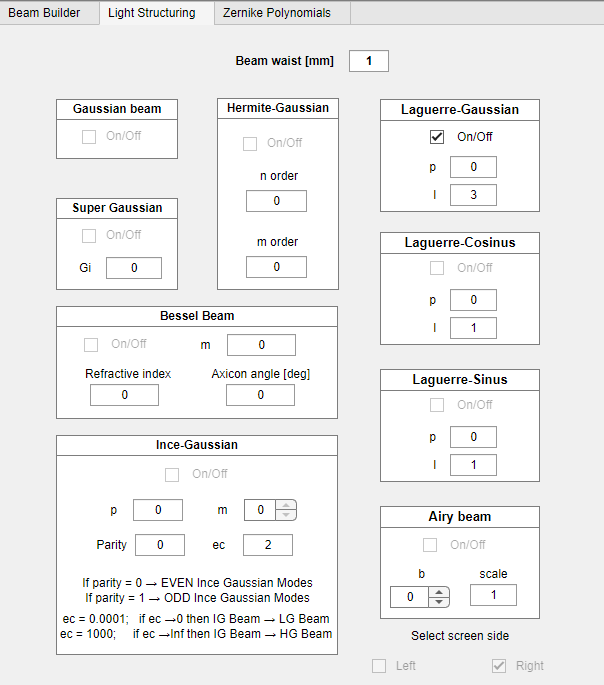 Beam Builder Light Structuring Zernike Polynomials
Beam waist [mm] 1
Gaussian beam
On/Off
Super Gaussian
On/Off
Gi 0
Hermite-Gaussian
On/Off
n order
0
m order
0
Laguerre-Gaussian
On/Off
p 0
l 3
Laguerre-Cosinus
On/Off
p 0
l 1
Bessel Beam
On/Off m 0
Refractive index Axicon angle [deg]
0 0
Laguerre-Sinus
On/Off
p 0
l 1
Ince-Gaussian
On/Off
p 0 m 0
Parity 0 ec 2
If parity = 0 → EVEN Ince Gaussian Modes
If parity = 1 → ODD Ince Gaussian Modes
ec = 0.0001; if ec →0 then IG Beam → LG Beam
ec = 1000; if ec →Inf then IG Beam → HG Beam
Airy beam
On/Off
b scale
0 1
Select screen side
Left Right